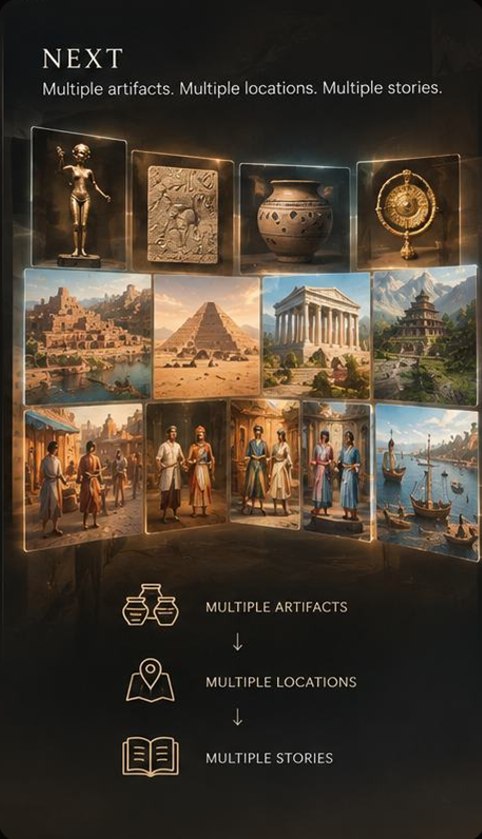 NEXT
Multiple artifacts. Multiple locations. Multiple stories.
MULTIPLE ARTIFACTS
MULTIPLE LOCATIONS
MULTIPLE STORIES